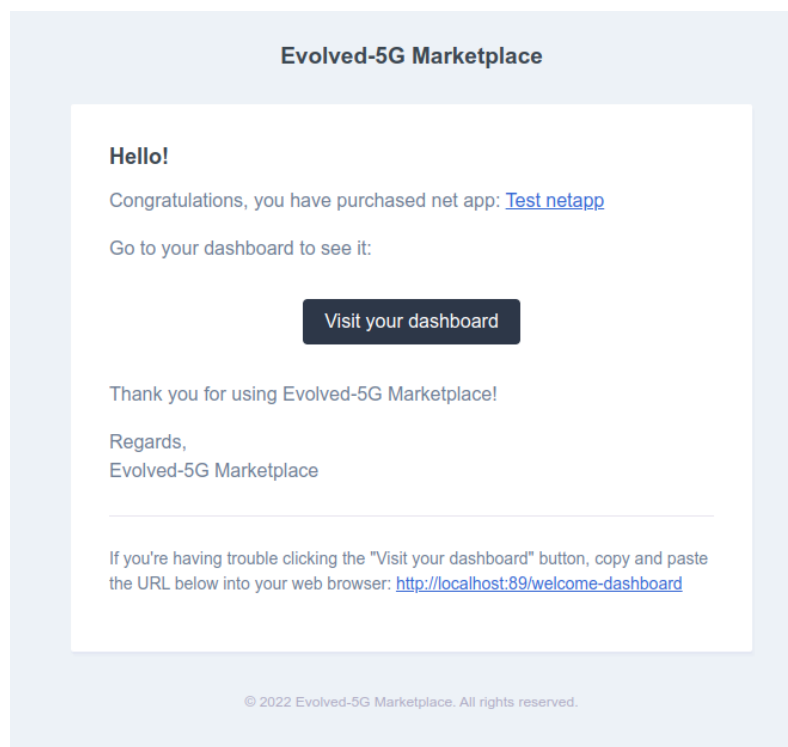 Evolved-5G Marketplace
Hello!
Congratulations, you have purchased net app: Test netapp
Go to your dashboard to see it:
Visit your dashboard
Thank you for using Evolved-5G Marketplace!
Regards,
Evolved-5G Marketplace
If you're having trouble clicking the "Visit your dashboard" button, copy and paste
the URL below into your web browser: http://localhost:89/welcome-dashboard
© 2022 Evolved-5G Marketplace. All rights reserved.